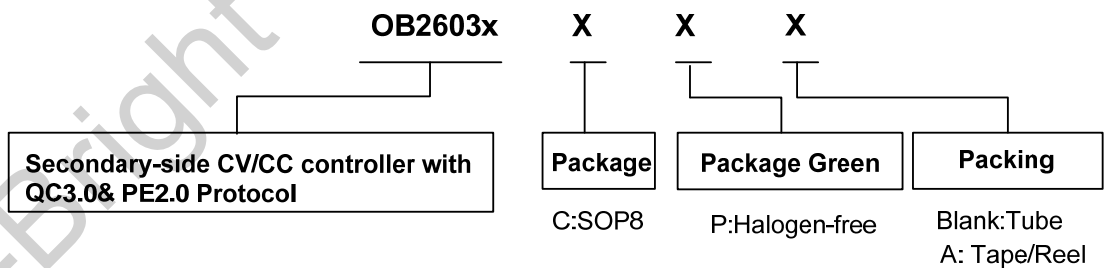 OB2603x X X X
Secondary-side CV/CC controller with
QC3.0& PE2.0 Protocol
Package
Package Green
Packing
C:SOP8
P:Halogen-free
Blank:Tube
A: Tape/Reel
Bright